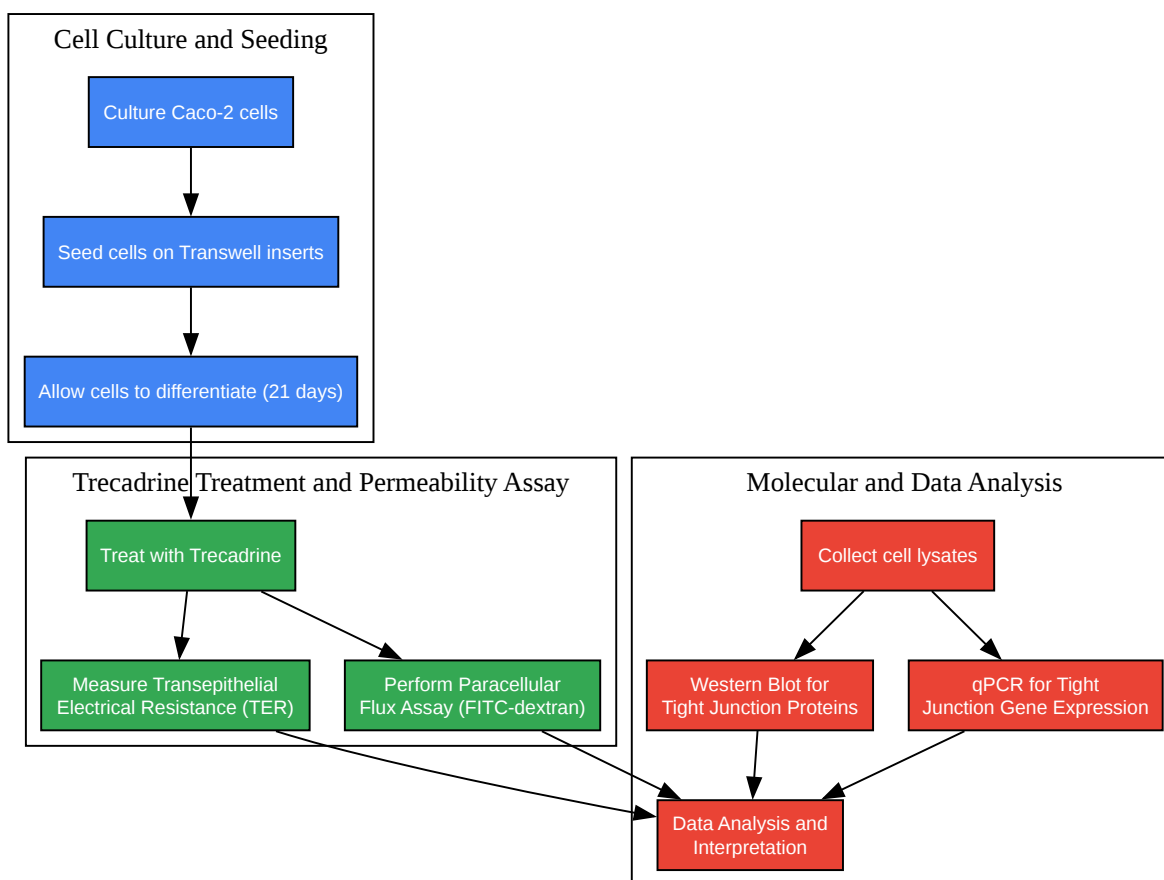 Cell Culture and Seeding
Culture Caco-2 cells
Seed cells on Transwell inserts
Allow cells to differentiate (21 days)
Trecadrine Treatment and Permeability Assay
Treat with Trecadrine
Measure Transepithelial
Electrical Resistance (TER)
Perform Paracellular
Flux Assay (FITC-dextran)
Molecular and Data Analysis
Collect cell lysates
Western Blot for
Tight Junction Proteins
qPCR for Tight
Junction Gene Expression
Data Analysis and
Interpretation